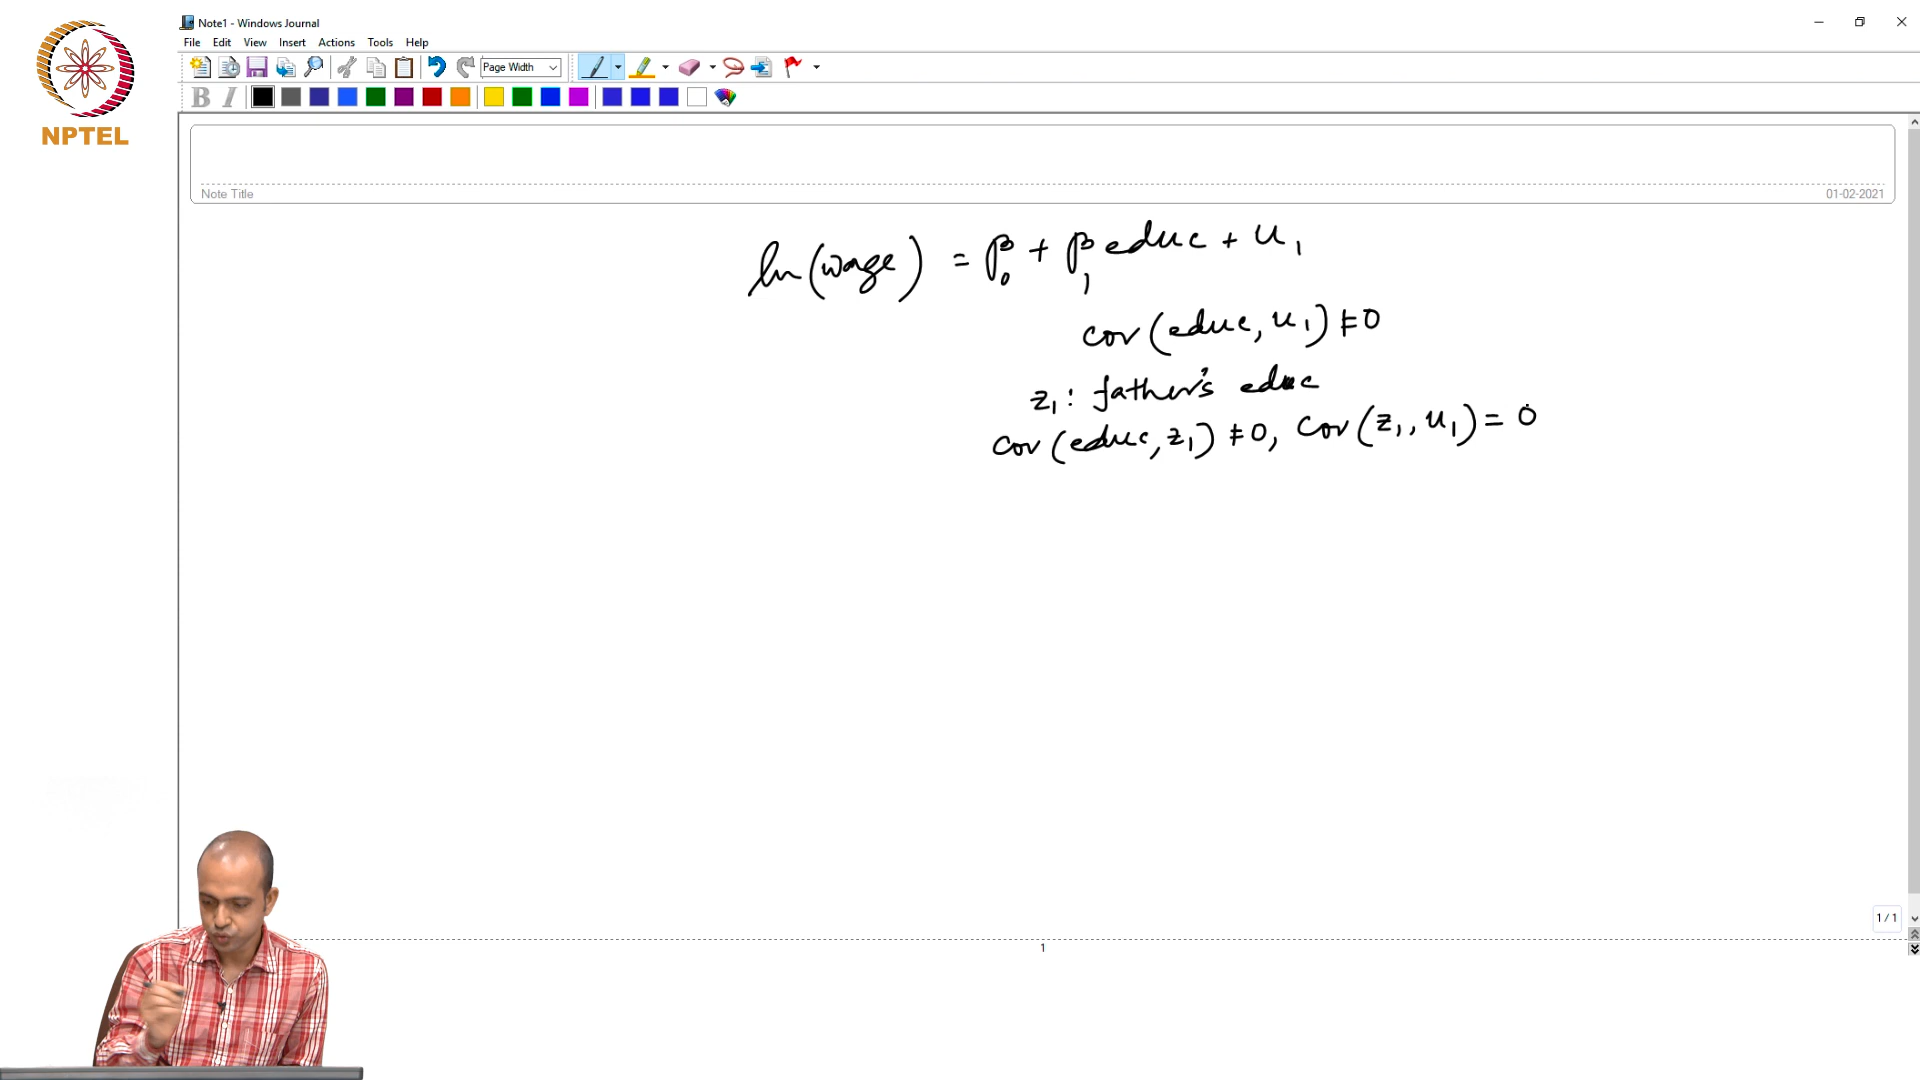 Note1 - Windows Journal
File Edit View Insert Actions Tools Help
Page Width
B I
NPTEL
Note Title
01-02-2021
ln(wage) = β₀ + β₁ educ + u₁
cov(educ, u₁) ≠ 0
z₁ : father's educ
cov(educ, z₁) ≠ 0, cov(z₁, u₁) = 0
1 / 1
1